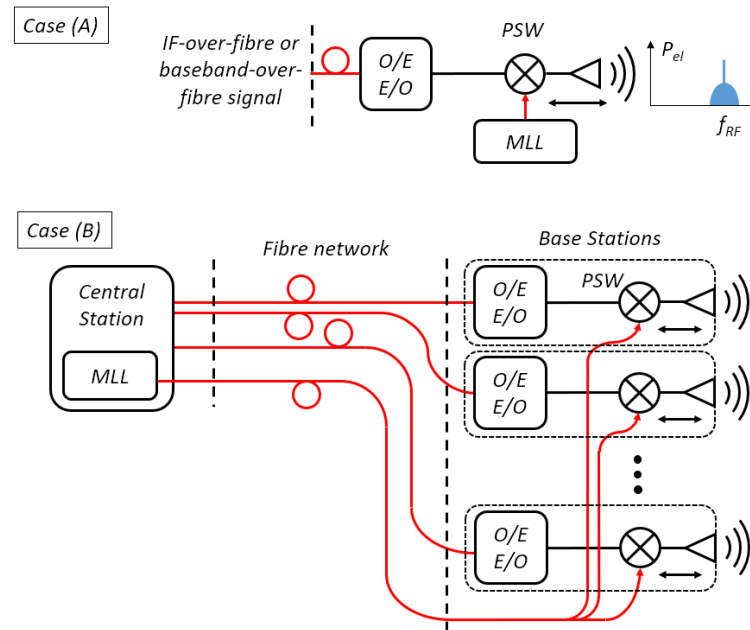 Case (A)
IF-over-fibre or
baseband-over-
fibre signal
O/E
E/O
PSW
MLL
P_el
f_RF
Case (B)
Fibre network
Base Stations
Central
Station
MLL
O/E
E/O
PSW
O/E
E/O
O/E
E/O